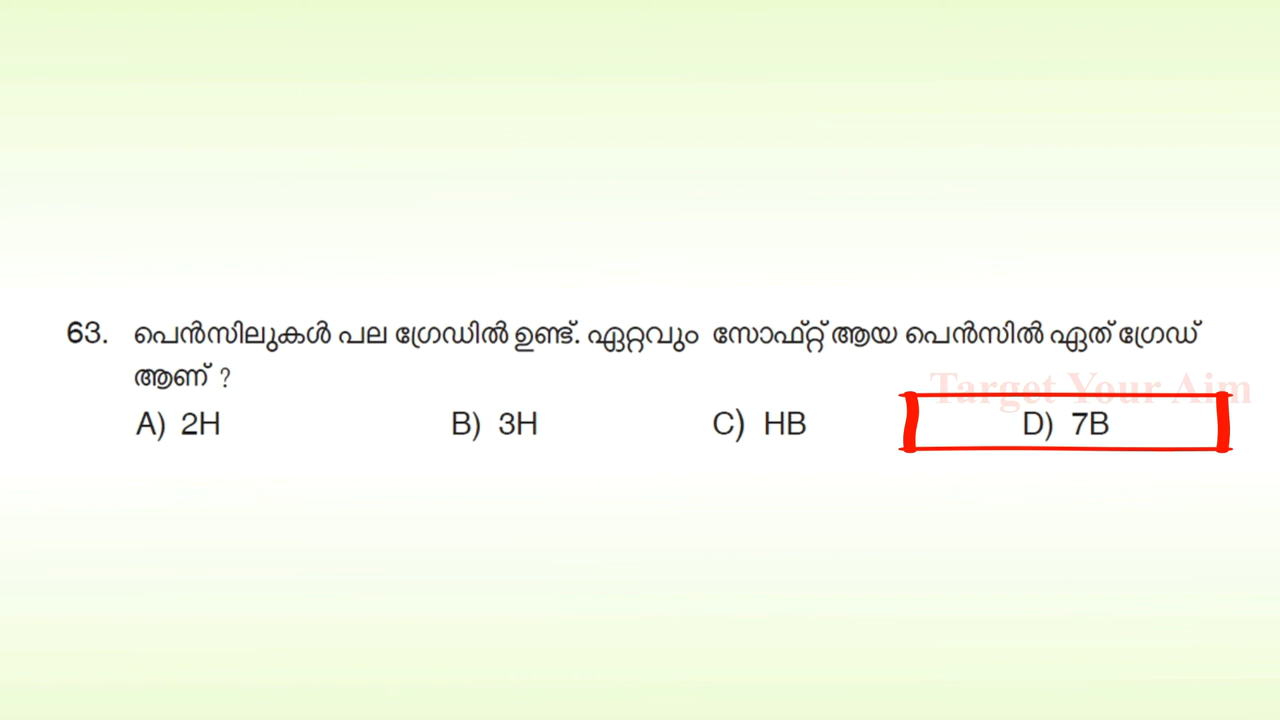 63. പെൻസിലുകൾ പല ഗ്രേഡിൽ ഉണ്ട്. ഏറ്റവും സോഫ്റ്റ് ആയ പെൻസിൽ ഏത് ഗ്രേഡ്
ആണ് ?
Target Your Aim
A) 2H B) 3H C) HB D) 7B